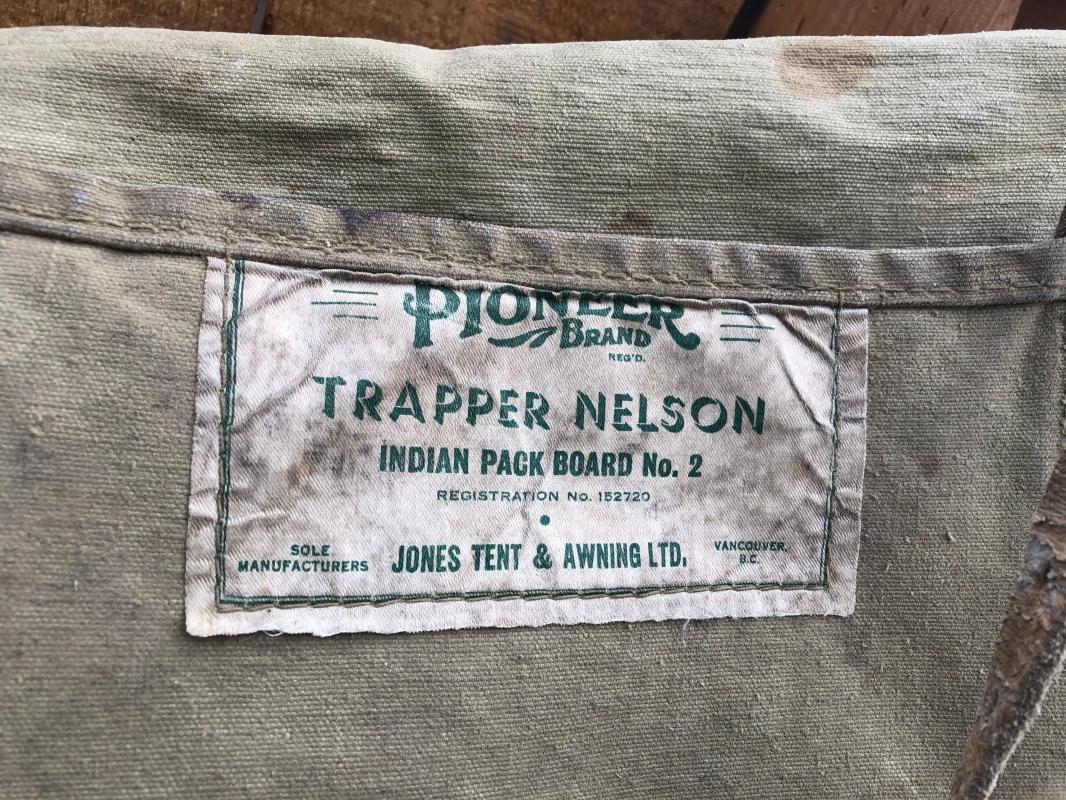 PIONEER
BRAND
REG'D.
TRAPPER NELSON
INDIAN PACK BOARD No. 2
REGISTRATION No. 152720
SOLE
MANUFACTURERS
JONES TENT & AWNING LTD.
VANCOUVER,
B.C.